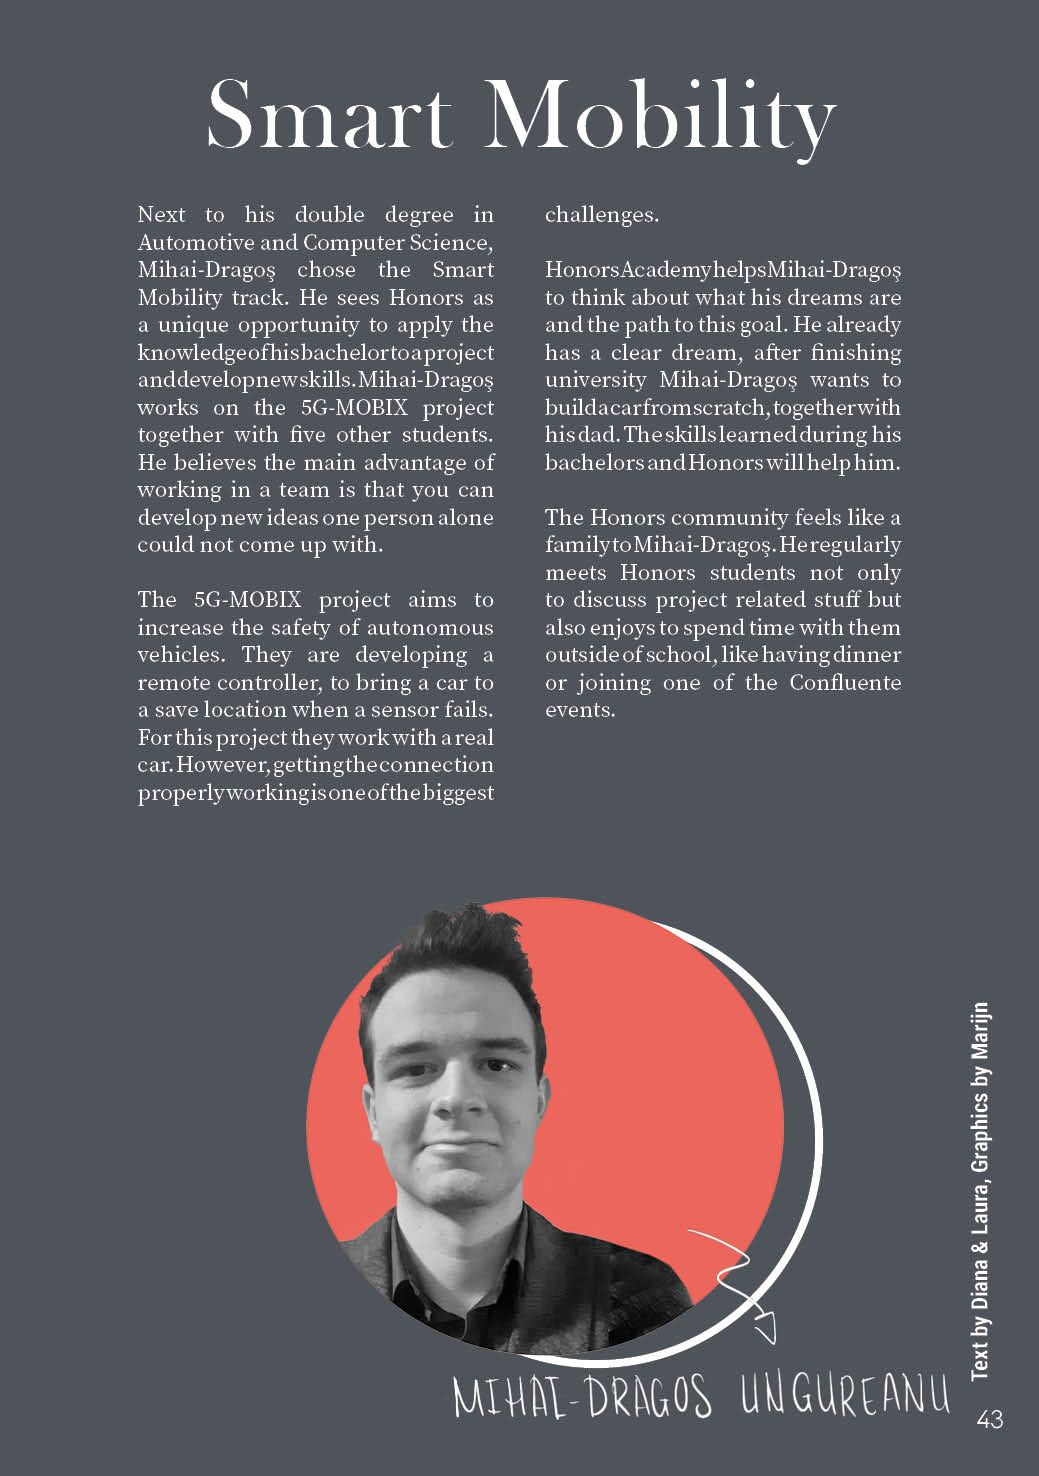 Smart Mobility
Next to his double degree in
Automotive and Computer Science,
Mihai-Dragoş chose the Smart
Mobility track. He sees Honors as
a unique opportunity to apply the
knowledge of his bachelor to a project
and develop new skills. Mihai-Dragoş
works on the 5G-MOBIX project
together with five other students.
He believes the main advantage of
working in a team is that you can
develop new ideas one person alone
could not come up with.
The 5G-MOBIX project aims to
increase the safety of autonomous
vehicles. They are developing a
remote controller, to bring a car to
a save location when a sensor fails.
For this project they work with a real
car. However, getting the connection
properly working is one of the biggest
challenges.
Honors Academy helps Mihai-Dragoş
to think about what his dreams are
and the path to this goal. He already
has a clear dream, after finishing
university Mihai-Dragoş wants to
build a car from scratch, together with
his dad. The skills learned during his
bachelors and Honors will help him.
The Honors community feels like a
family to Mihai-Dragoş. He regularly
meets Honors students not only
to discuss project related stuff but
also enjoys to spend time with them
outside of school, like having dinner
or joining one of the Confluente
events.
MIHAI-DRAGOS UNGUREANU
Text by Diana & Laura, Graphics by Marijn
43